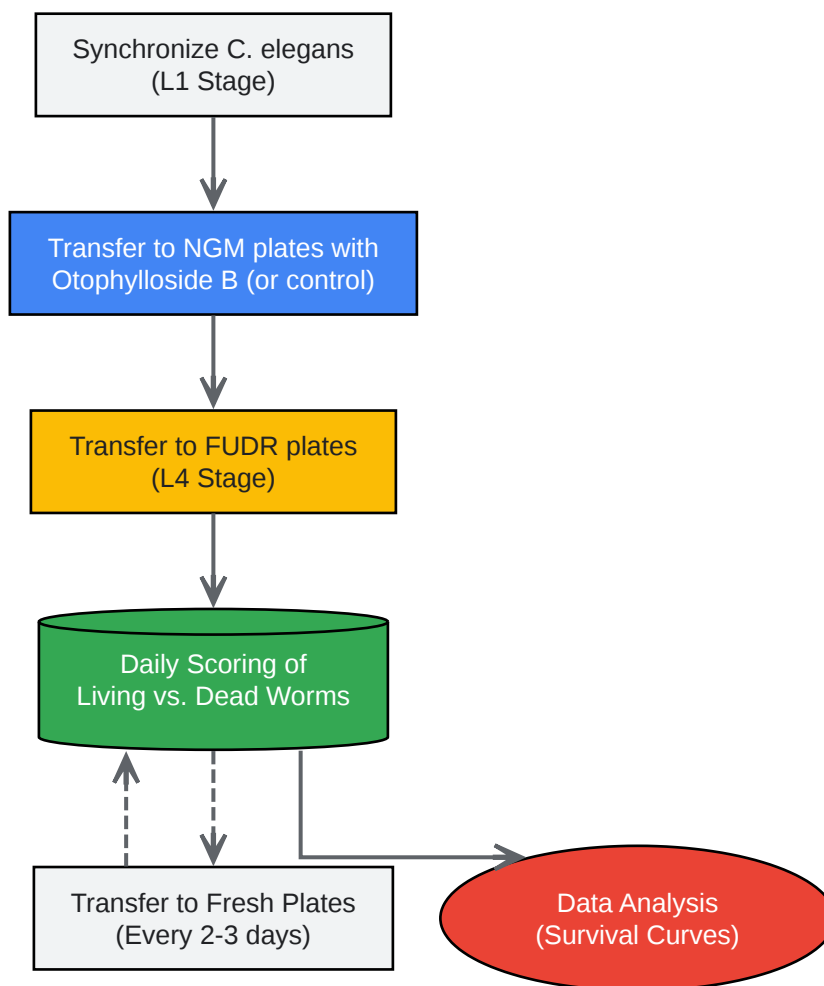 Synchronize C. elegans
(L1 Stage)
Transfer to NGM plates with
Otophylloside B (or control)
Transfer to FUDR plates
(L4 Stage)
Daily Scoring of
Living vs. Dead Worms
Transfer to Fresh Plates
(Every 2-3 days)
Data Analysis
(Survival Curves)